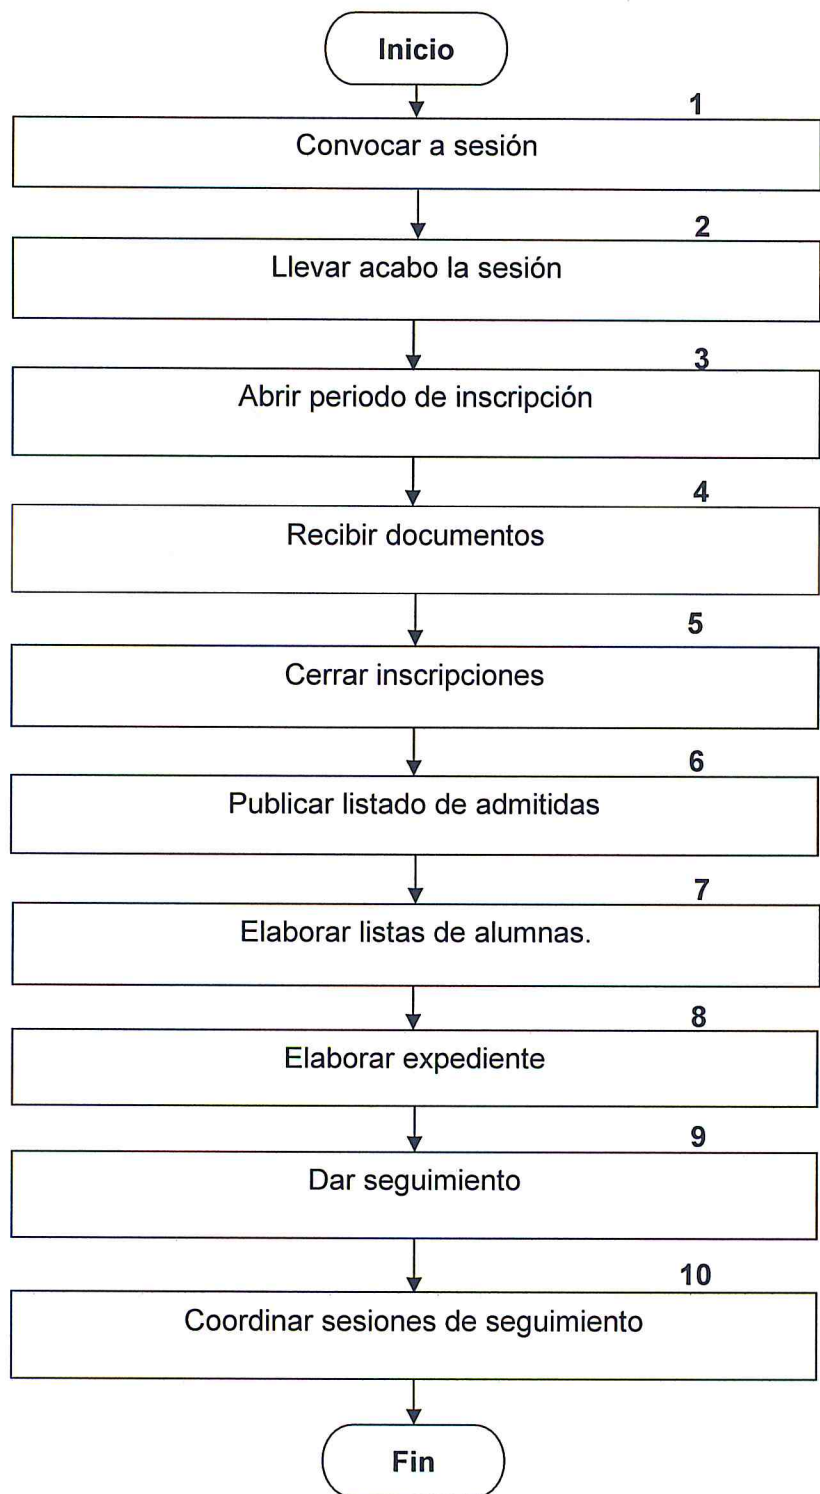 Inicio
1
Convocar a sesión
2
Llevar acabo la sesión
3
Abrir periodo de inscripción
4
Recibir documentos
5
Cerrar inscripciones
6
Publicar listado de admitidas
7
Elaborar listas de alumnas.
8
Elaborar expediente
9
Dar seguimiento
10
Coordinar sesiones de seguimiento
Fin